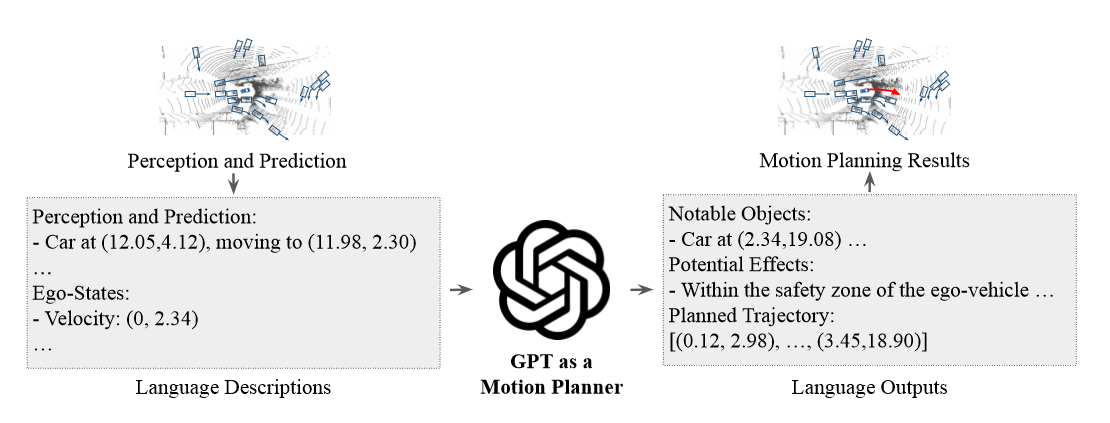 Perception and Prediction
Perception and Prediction:
- Car at (12.05,4.12), moving to (11.98, 2.30)
…
Ego-States:
- Velocity: (0, 2.34)
…
Language Descriptions
GPT as a
Motion Planner
Motion Planning Results
Notable Objects:
- Car at (2.34,19.08) …
Potential Effects:
- Within the safety zone of the ego-vehicle …
Planned Trajectory:
[(0.12, 2.98), …, (3.45,18.90)]
Language Outputs